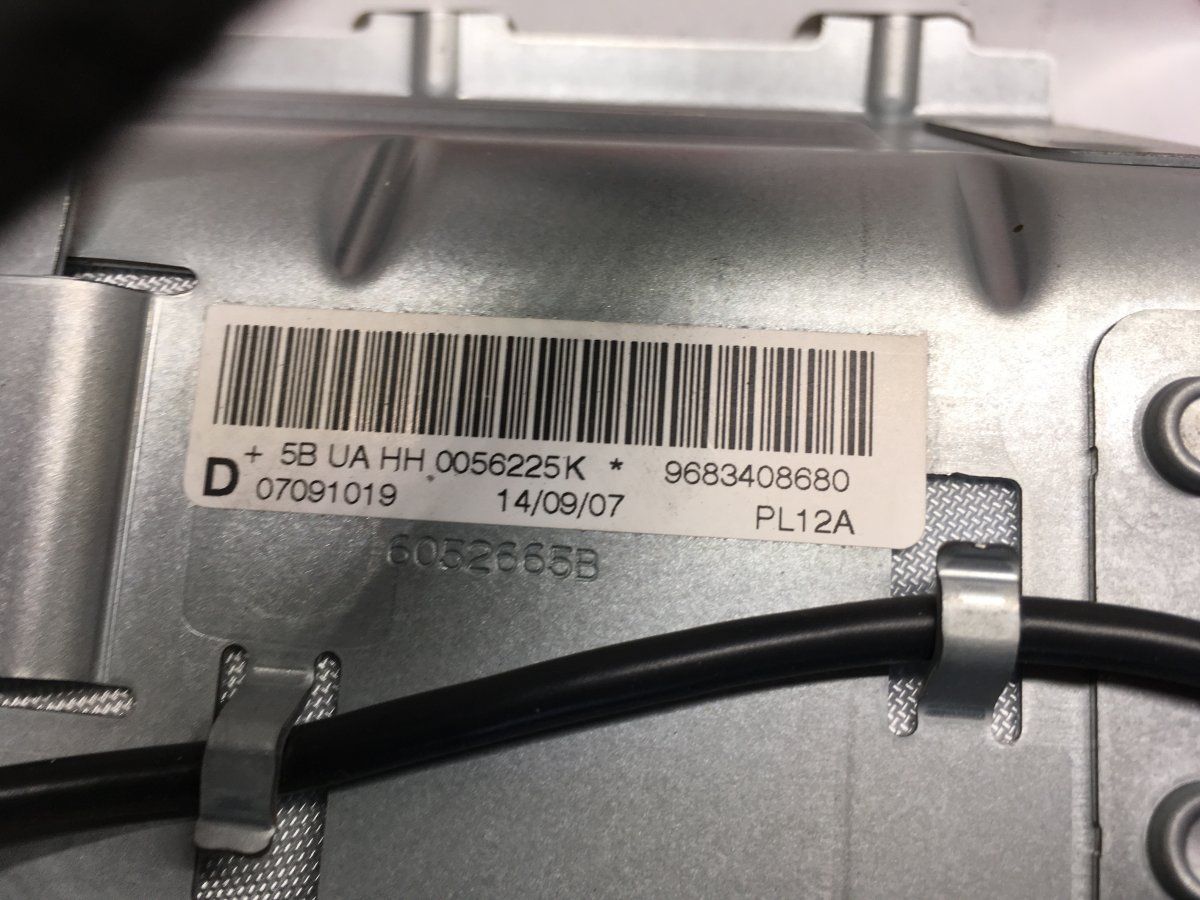 + 5B UA HH 0056225K * 9683408680
D 07091019 14/09/07 PL12A
6052665B